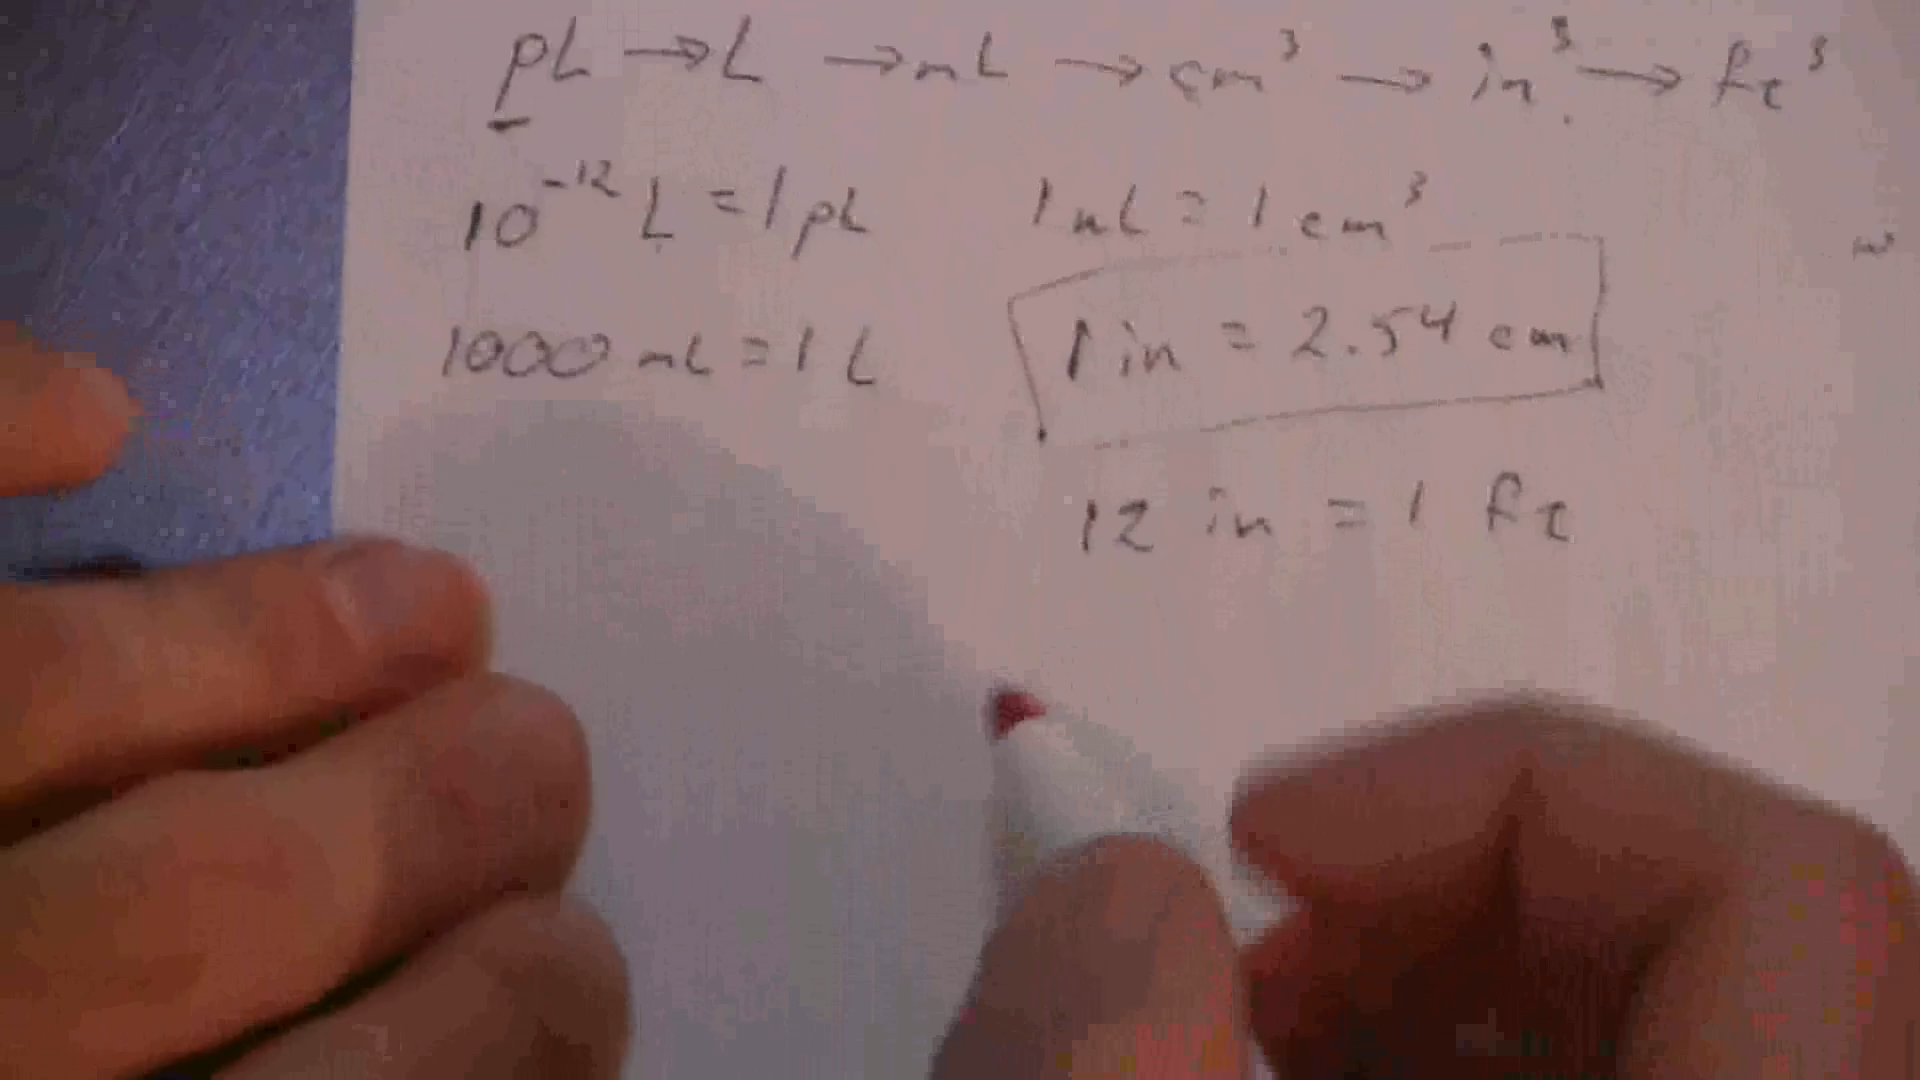 pL → L → mL → cm³ → in³ → ft³
10⁻¹² L = 1 pL
1 mL = 1 cm³
1000 mL = 1 L
1 in = 2.54 cm
12 in = 1 ft